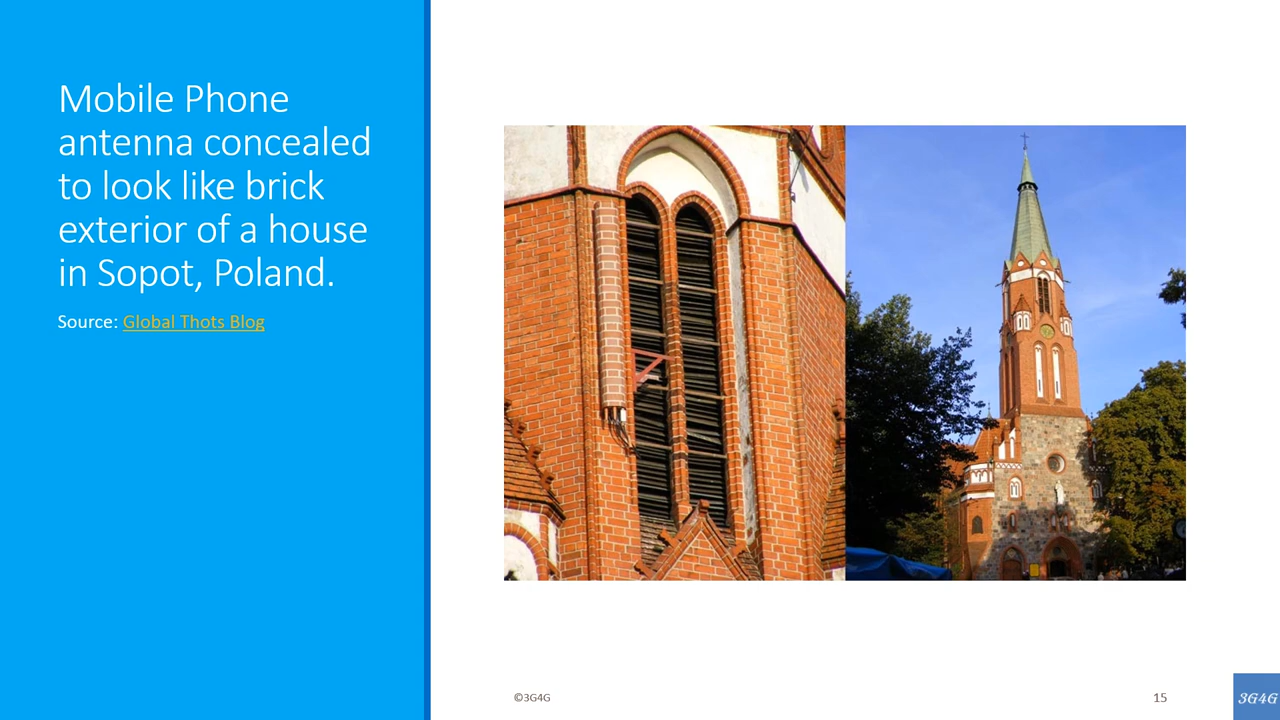 Mobile Phone
antenna concealed
to look like brick
exterior of a house
in Sopot, Poland.
Source: Global Thots Blog
©3G4G
15
3G4G